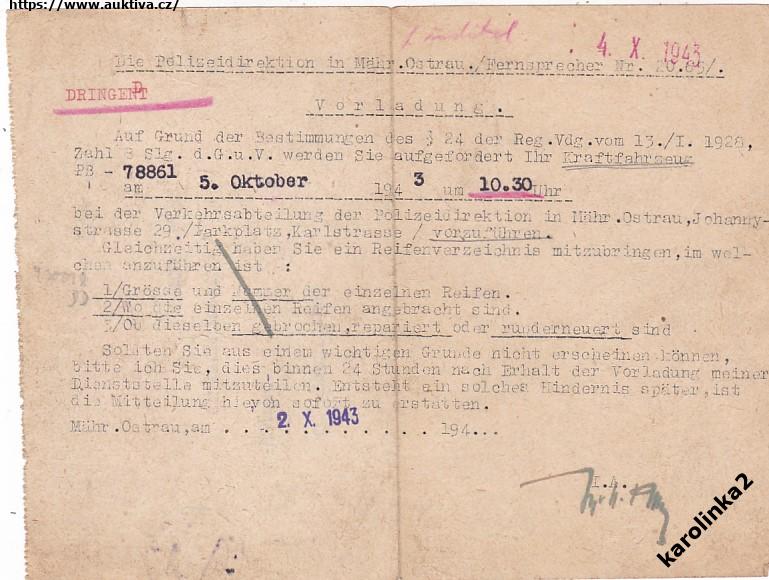 https://www.auktiva.cz/
4. X. 1943
Die Polizeidirektion in Mähr.Ostrau./Fernsprecher Nr. 20.65/.
DRINGEND
Vorladung.
Auf Grund der Bestimmungen des § 24 der Reg.Vdg.vom 13./I. 1928,
Zahl 8 Slg. d.G.u.V. werden Sie aufgefordert Ihr Kraftfahrzeug
PB - 78861
am 5. Oktober 194 3 um 10.30 Uhr
bei der Verkehrsabteilung der Polizeidirektion in Mähr.Ostrau,Johanny-
strasse 29./Parkplatz,Karlstrasse / vorzuführen.
Gleichzeitig haben Sie ein Reifenverzeichnis mitzubringen,im wel-
chen anzuführen ist :
1/Grösse und Nummer der einzelnen Reifen.
2/Wo die einzelnen Reifen angebracht sind.
3/Ob dieselben gebrochen,repariert oder runderneuert sind
Sollten Sie aus einem wichtigen Grunde nicht erscheinen können,
bitte ich Sie, dies binnen 24 Stunden nach Erhalt der Vorladung meiner
Dienststelle mitzuteilen. Entsteht ein solches Hindernis später,ist
die Mitteilung hievon sofort zu erstatten.
Mähr.Ostrau,am . . 2. X. 1943 . . . . . . . . 194...
I.A.
karolinka2